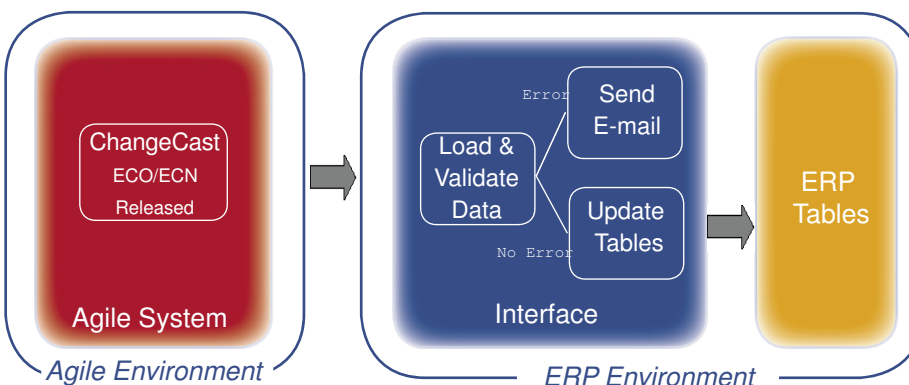 ChangeCast
ECO/ECN
Released
Agile System
Agile Environment
Load &
Validate
Data
Error
Send
E-mail
No Error
Update
Tables
Interface
ERP
Tables
ERP Environment